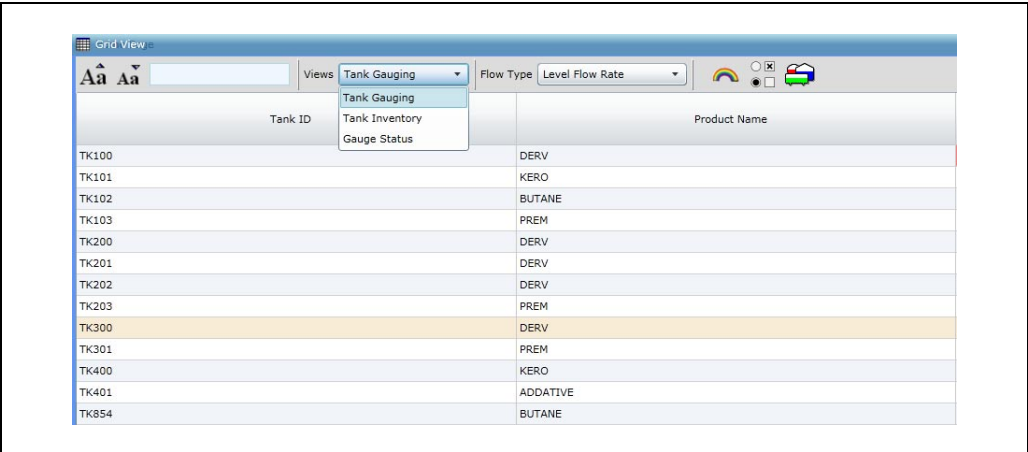 Grid View
Aa Aa Views Tank Gauging Flow Type Level Flow Rate
Tank Gauging
Tank Inventory
Gauge Status
Tank ID Product Name
TK100 DERV
TK101 KERO
TK102 BUTANE
TK103 PREM
TK200 DERV
TK201 DERV
TK202 DERV
TK203 PREM
TK300 DERV
TK301 PREM
TK400 KERO
TK401 ADDATIVE
TK854 BUTANE